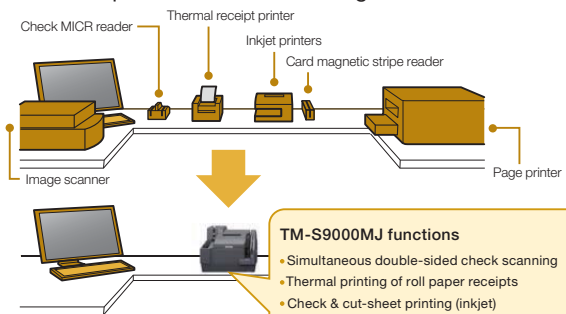 Thermal receipt printer
Check MICR reader
Inkjet printers
Card magnetic stripe reader
Image scanner
Page printer
TM-S9000MJ functions
• Simultaneous double-sided check scanning
• Thermal printing of roll paper receipts
• Check & cut-sheet printing (inkjet)